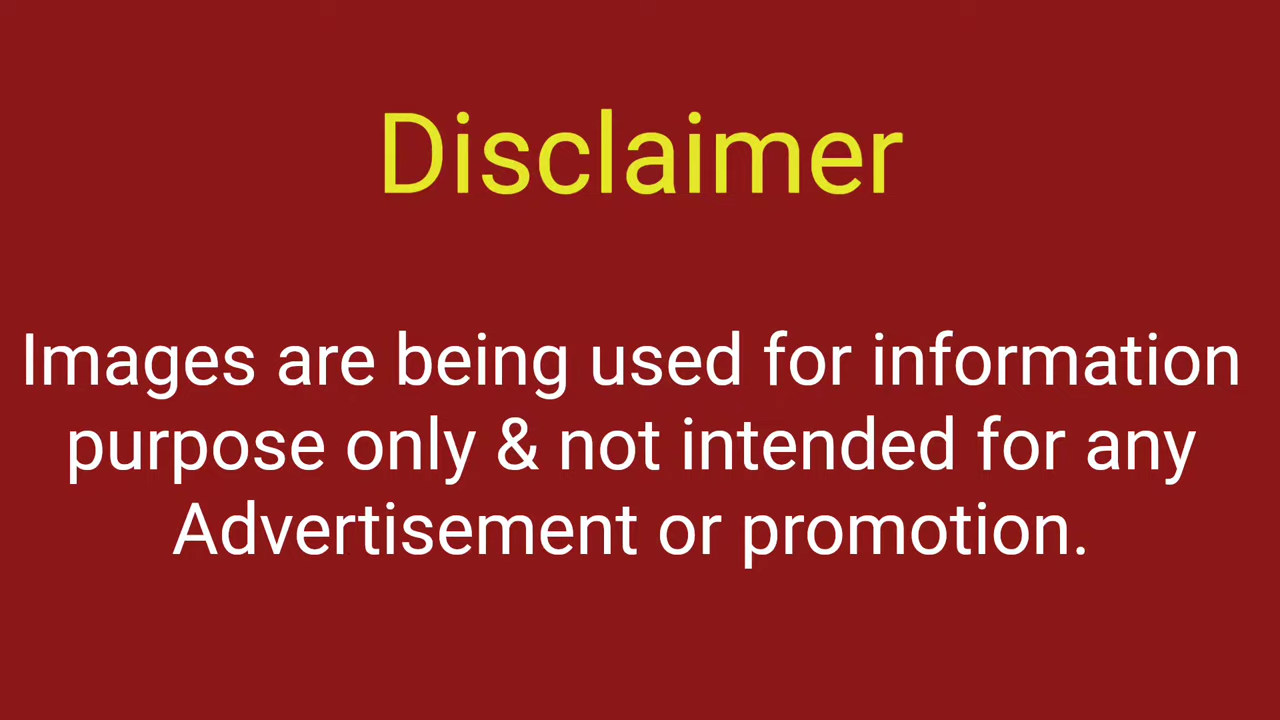 Disclaimer
Images are being used for information
purpose only & not intended for any
Advertisement or promotion.